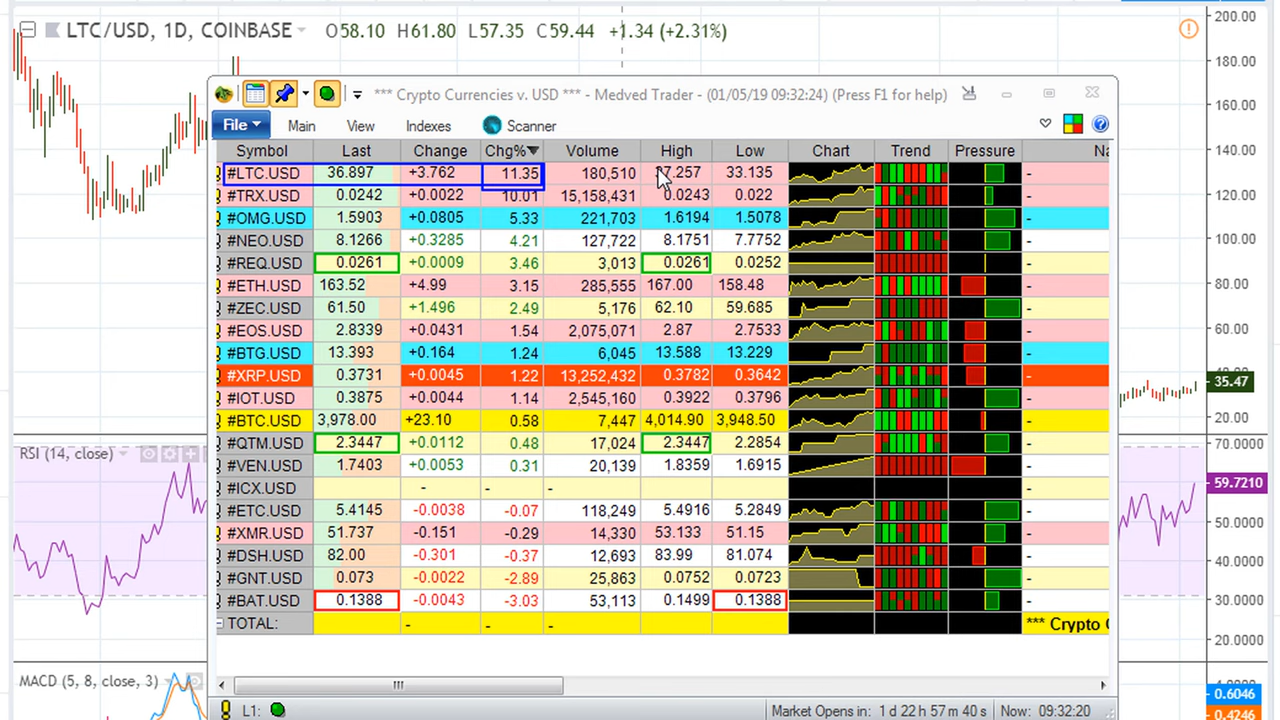 LTC/USD, 1D, COINBASE O58.10 H61.80 L57.35 C59.44 +1.34 (+2.31%)
200.00
180.00
160.00
140.00
120.00
100.00
80.00
60.00
35.47
20.00
*** Crypto Currencies v. USD *** - Medved Trader - (01/05/19 09:32:24) (Press F1 for help)
File Main View Indexes Scanner
Symbol Last Change Chg% Volume High Low Chart Trend Pressure Na
#LTC.USD 36.897 +3.762 11.35 180,510 7.257 33.135 -
#TRX.USD 0.0242 +0.0022 10.01 15,158,431 0.0243 0.022 -
#OMG.USD 1.5903 +0.0805 5.33 221,703 1.6194 1.5078 -
#NEO.USD 8.1266 +0.3285 4.21 127,722 8.1751 7.7752 -
#REQ.USD 0.0261 +0.0009 3.46 3,013 0.0261 0.0252 -
#ETH.USD 163.52 +4.99 3.15 285,555 167.00 158.48 -
#ZEC.USD 61.50 +1.496 2.49 5,176 62.10 59.685 -
#EOS.USD 2.8339 +0.0431 1.54 2,075,071 2.87 2.7533 -
#BTG.USD 13.393 +0.164 1.24 6,045 13.588 13.229 -
#XRP.USD 0.3731 +0.0045 1.22 13,252,432 0.3782 0.3642 -
#IOT.USD 0.3875 +0.0044 1.14 2,545,160 0.3922 0.3796 -
#BTC.USD 3,978.00 +23.10 0.58 7,447 4,014.90 3,948.50 -
#QTM.USD 2.3447 +0.0112 0.48 17,024 2.3447 2.2854 -
#VEN.USD 1.7403 +0.0053 0.31 20,139 1.8359 1.6915 -
#ICX.USD - - - -
#ETC.USD 5.4145 -0.0038 -0.07 118,249 5.4916 5.2849 -
#XMR.USD 51.737 -0.151 -0.29 14,330 53.133 51.15 -
#DSH.USD 82.00 -0.301 -0.37 12,693 83.99 81.074 -
#GNT.USD 0.073 -0.0022 -2.89 25,863 0.0752 0.0723 -
#BAT.USD 0.1388 -0.0043 -3.03 53,113 0.1499 0.1388 -
TOTAL: - - - *** Crypto
RSI (14, close)
70.0000
59.7210
50.0000
40.0000
30.0000
20.0000
MACD (5, 8, close, 3)
0.6046
0.4246
L1: Market Opens in: 1 d 22 h 57 m 40 s Now: 09:32:20